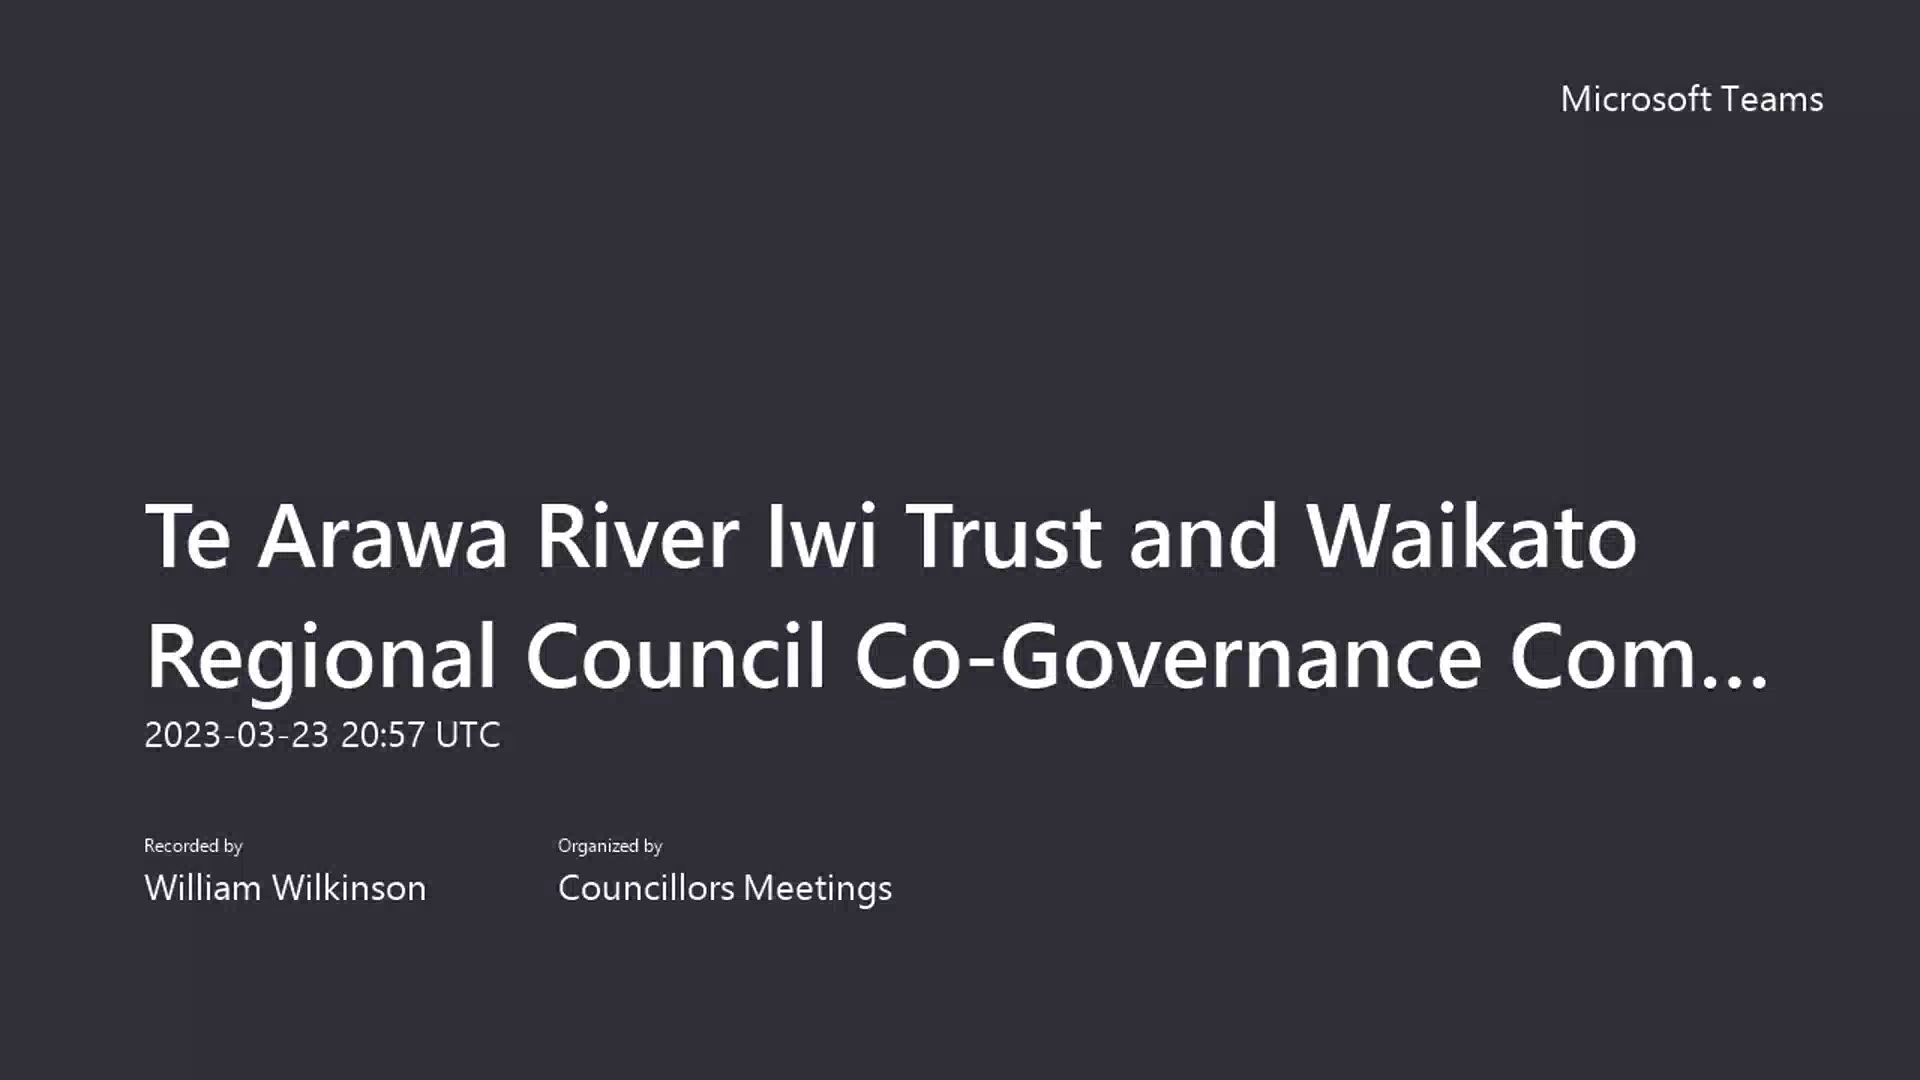 Microsoft Teams
Te Arawa River Iwi Trust and Waikato
Regional Council Co-Governance Com...
2023-03-23 20:57 UTC
Recorded by
William Wilkinson
Organized by
Councillors Meetings